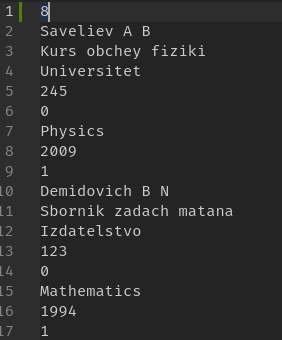 1 8
2 Saveliev A B
3 Kurs obchey fiziki
4 Universitet
5 245
6 0
7 Physics
8 2009
9 1
10 Demidovich B N
11 Sbornik zadach matana
12 Izdatelstvo
13 123
14 0
15 Mathematics
16 1994
17 1